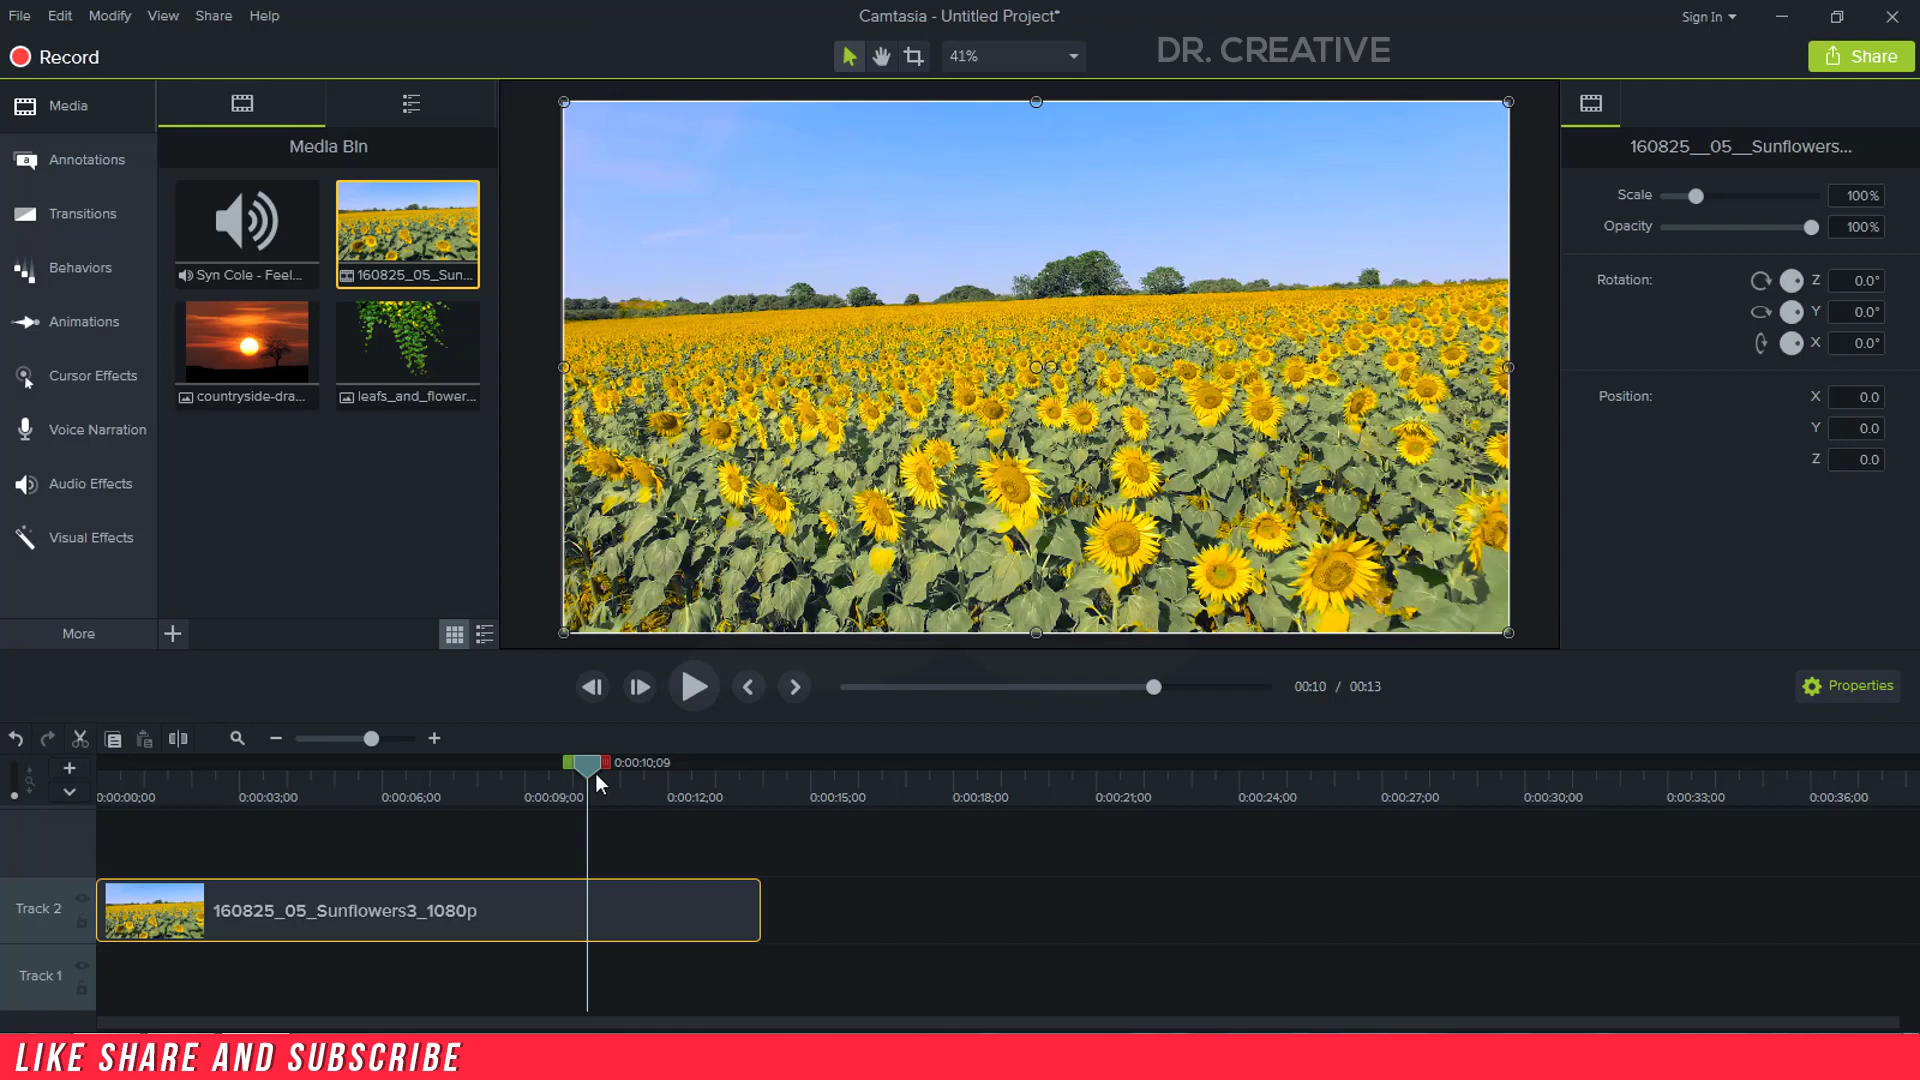 File Edit Modify View Share Help
Camtasia - Untitled Project*
Sign In
Record
41%
DR. CREATIVE
Share
Media
Annotations
Transitions
Behaviors
Animations
Cursor Effects
Voice Narration
Audio Effects
Visual Effects
More
Media Bin
Syn Cole - Feel...
160825_05_Sun...
countryside-dra...
leafs_and_flower...
160825__05__Sunflowers...
Scale 100%
Opacity 100%
Rotation: Z 0.0°
Y 0.0°
X 0.0°
Position: X 0.0
Y 0.0
Z 0.0
00:10 / 00:13
Properties
0:00:10;09
0:00:00;00 0:00:03;00 0:00:06;00 0:00:09;00 0:00:12;00 0:00:15;00 0:00:18;00 0:00:21;00 0:00:24;00 0:00:27;00 0:00:30;00 0:00:33;00 0:00:36;00
Track 2
160825_05_Sunflowers3_1080p
Track 1
LIKE SHARE AND SUBSCRIBE